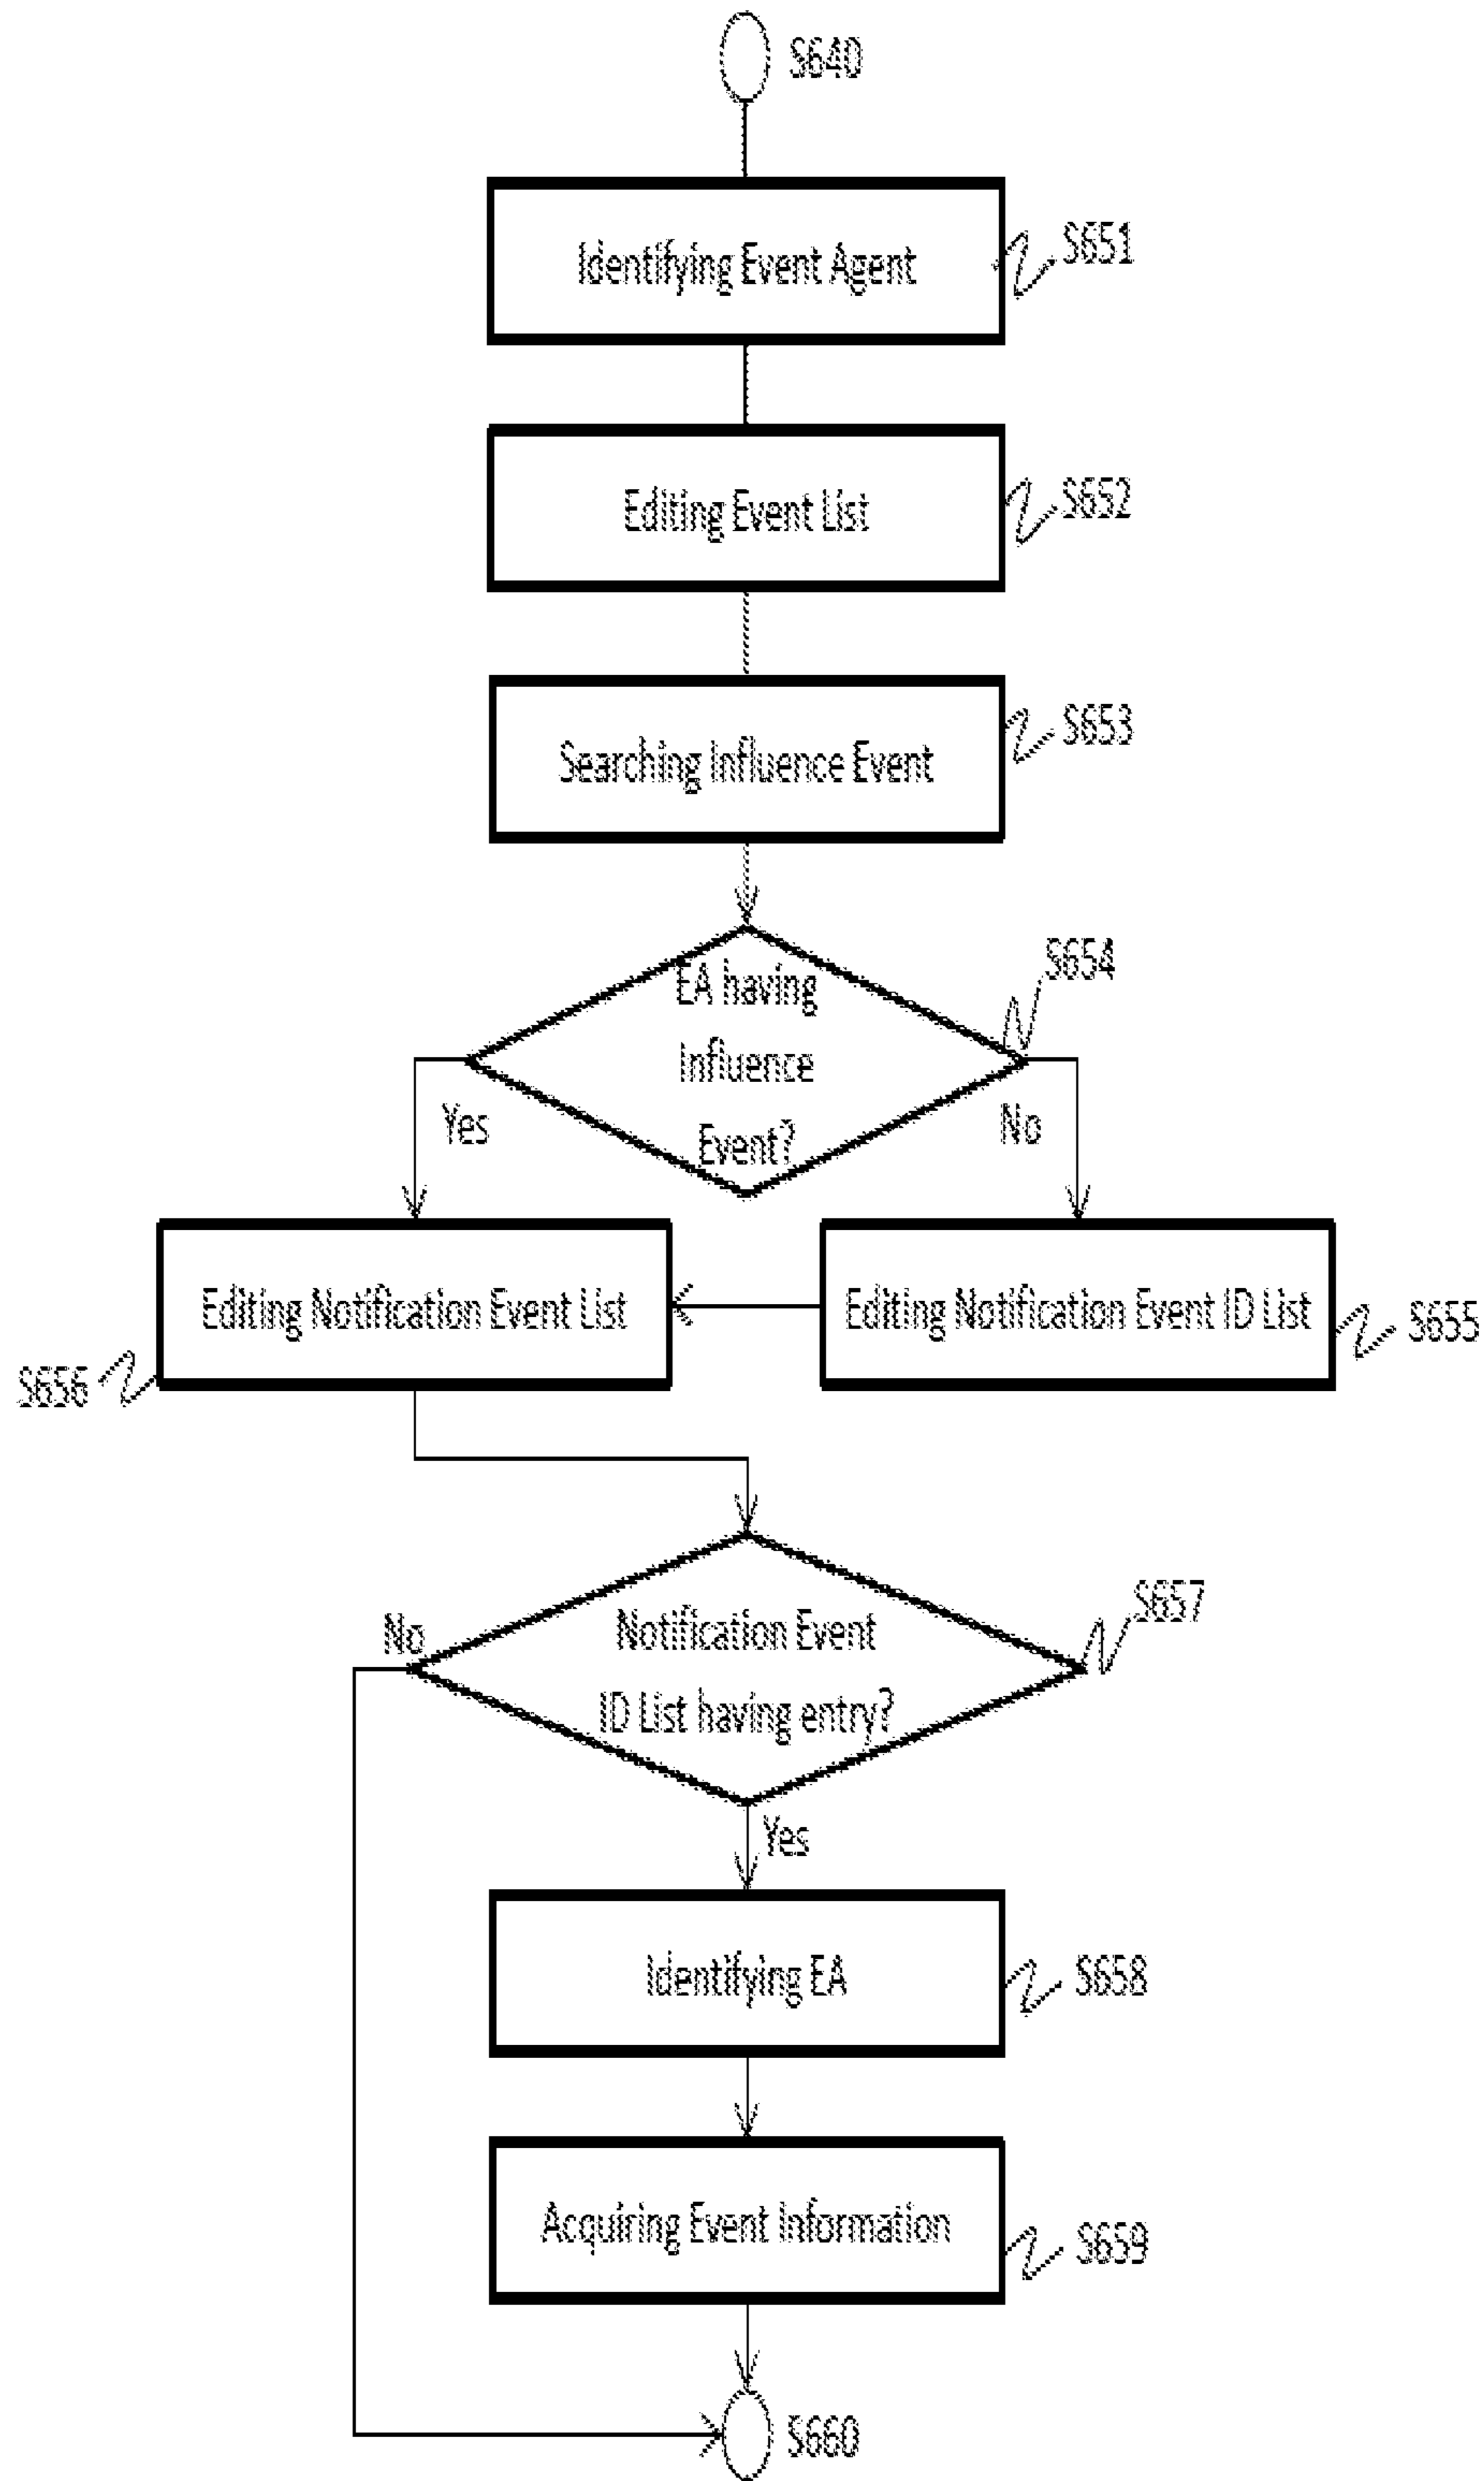 S640
Identifying Event Agent
S651
Editing Event List
S652
Searching Influence Event
S653
EA having
Influence
Event?
S654
Yes
No
Editing Notification Event List
S656
Editing Notification Event ID List
S655
Notification Event
ID List having entry?
S657
No
Yes
Identifying EA
S658
Acquiring Event Information
S659
S660